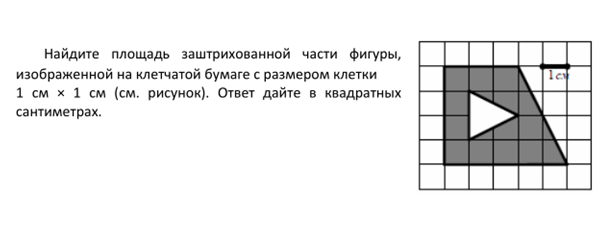 Найдите площадь заштрихованной части фигуры,
изображенной на клетчатой бумаге с размером клетки
1 см × 1 см (см. рисунок). Ответ дайте в квадратных
сантиметрах.
1см